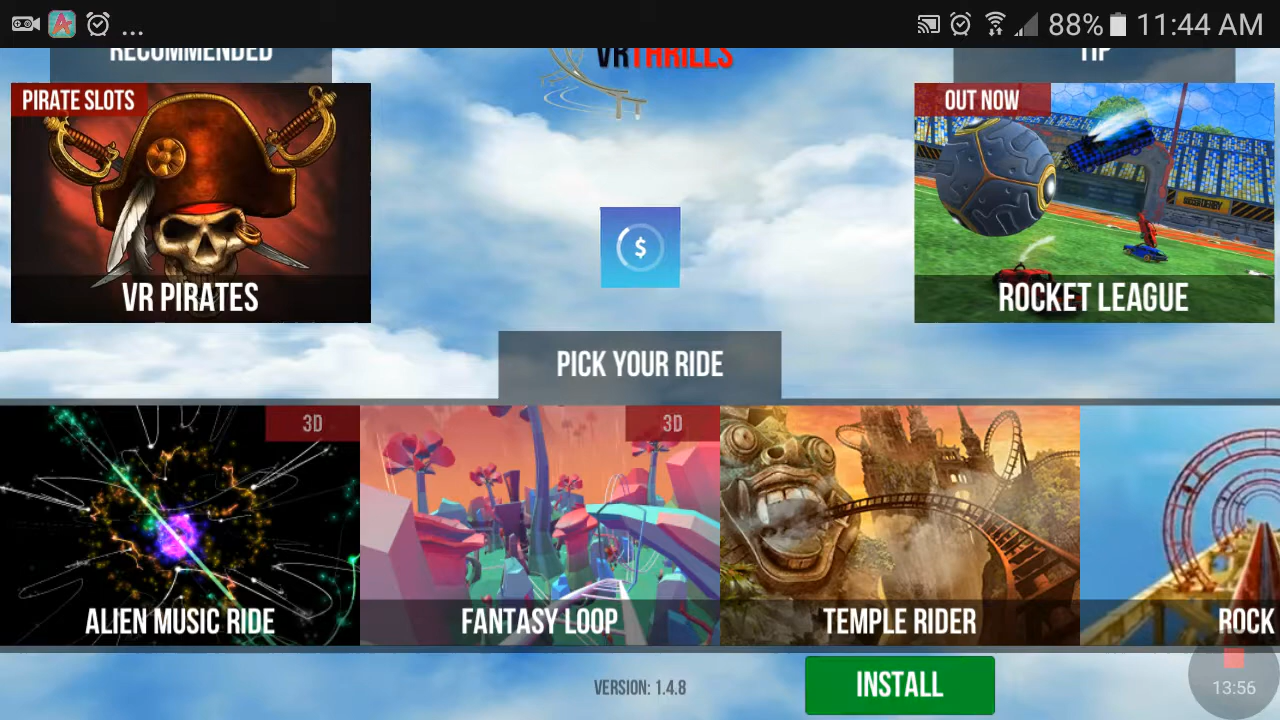 ... 88% 11:44 AM
RECOMMENDED
VRTHRILLS
TIP
PIRATE SLOTS
OUT NOW
VR PIRATES
$
ROCKET LEAGUE
PICK YOUR RIDE
3D
3D
ALIEN MUSIC RIDE
FANTASY LOOP
TEMPLE RIDER
ROCK
VERSION: 1.4.8
INSTALL
13:56